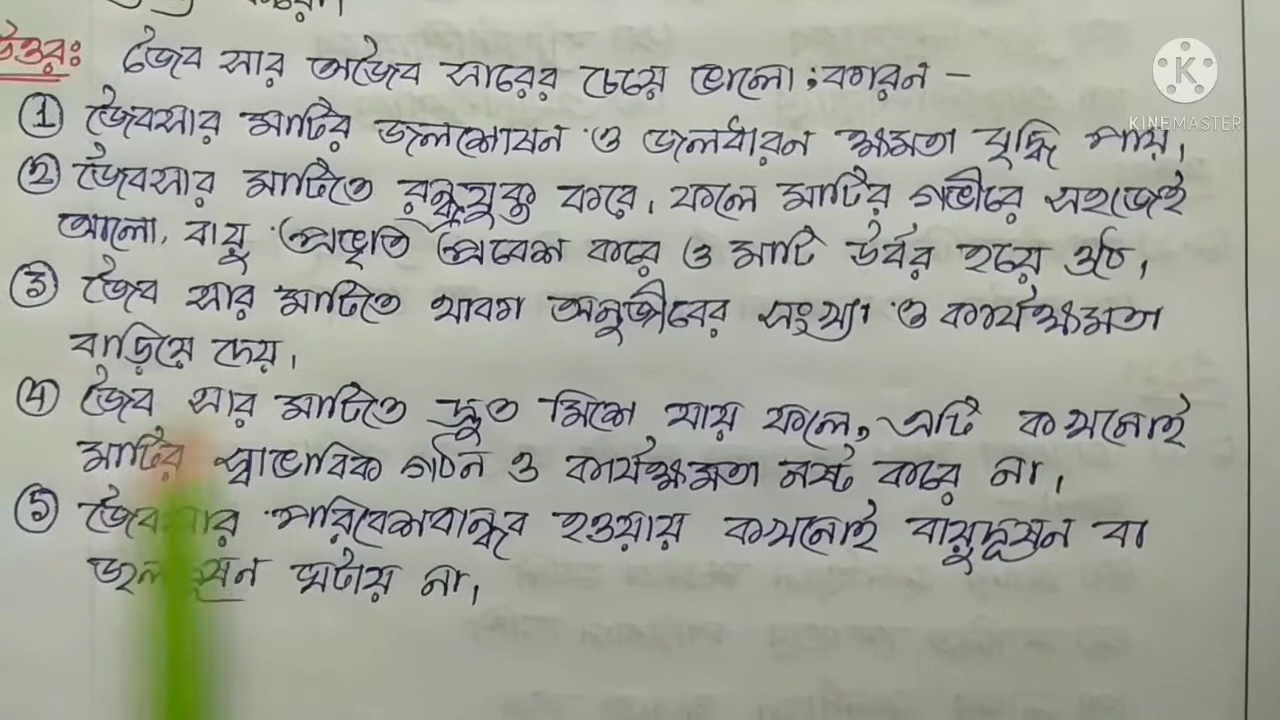 উত্তরঃ জৈব সার অজৈব সারের চেয়ে ভালো; কারন -
① জৈবসার মাটির জলশোষন ও জলধারন ক্ষমতা বৃদ্ধি পায়।
② জৈবসার মাটিতে রন্ধ্রযুক্ত করে। ফলে মাটির গভীরে সহজেই
আলো, বায়ু প্রভৃতি প্রবেশ করে ও মাটি উর্বর হয়ে ওঠে।
③ জৈব সার মাটিতে থাকা অনুজীবের সংখ্যা ও কার্যক্ষমতা
বাড়িয়ে দেয়।
④ জৈব সার মাটিতে দ্রুত মিশে যায় ফলে, এটি কখনোই
মাটির স্বাভাবিক গঠন ও কার্যক্ষমতা নষ্ট করে না।
⑤ জৈবসার পরিবেশবান্ধব হওয়ায় কখনোই বায়ুদূষন বা
ঘটায় না।
KINEMASTER